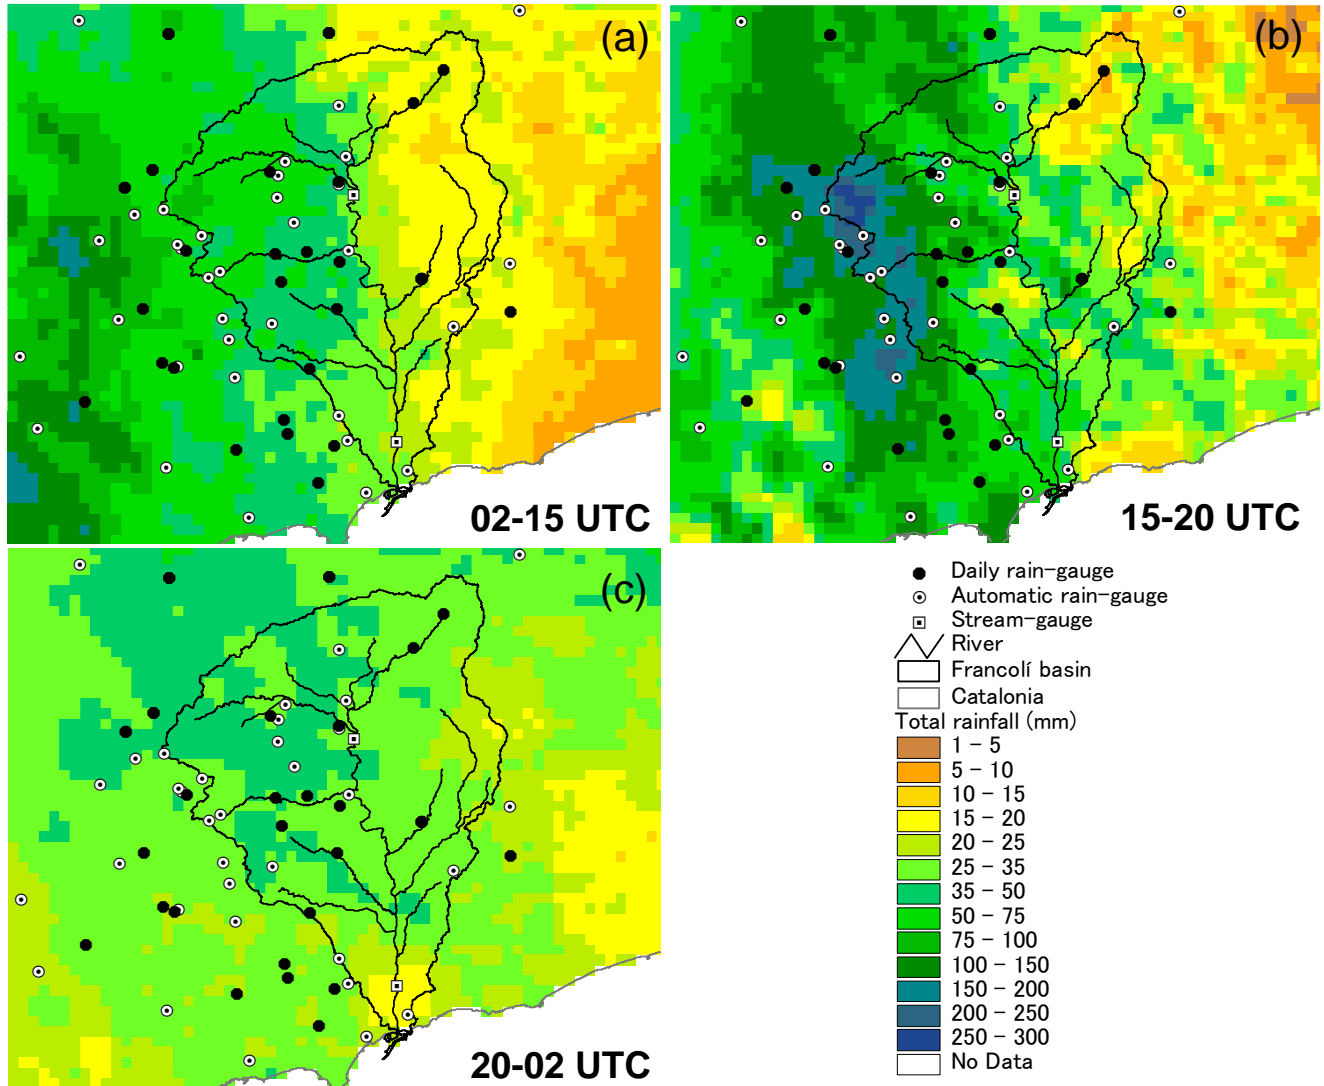 (a)
02-15 UTC
(b)
15-20 UTC
(c)
20-02 UTC
Daily rain-gauge
Automatic rain-gauge
Stream-gauge
River
Francolí basin
Catalonia
Total rainfall (mm)
1 - 5
5 - 10
10 - 15
15 - 20
20 - 25
25 - 35
35 - 50
50 - 75
75 - 100
100 - 150
150 - 200
200 - 250
250 - 300
No Data